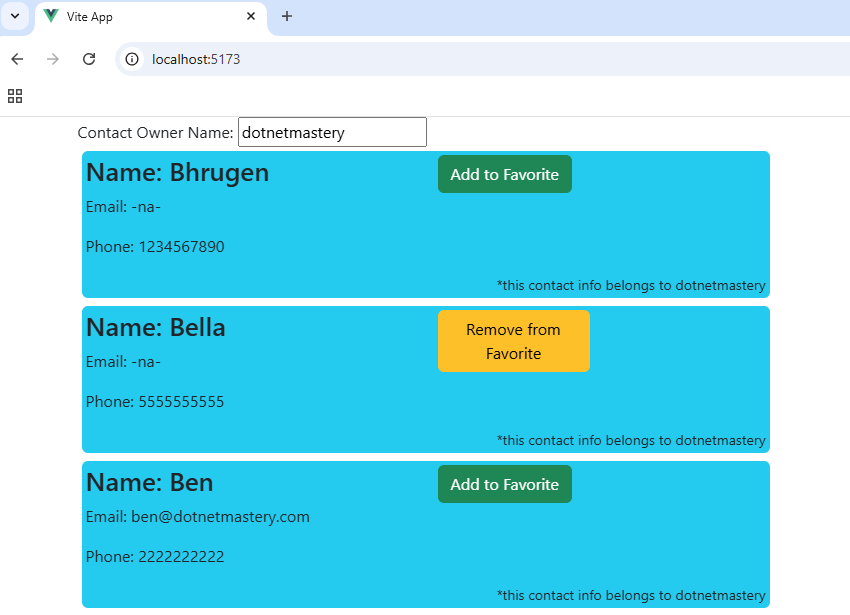 Vite App
localhost:5173
Contact Owner Name: dotnetmastery
Name: Bhrugen
Add to Favorite
Email: -na-
Phone: 1234567890
*this contact info belongs to dotnetmastery
Name: Bella
Remove from
Favorite
Email: -na-
Phone: 5555555555
*this contact info belongs to dotnetmastery
Name: Ben
Add to Favorite
Email: ben@dotnetmastery.com
Phone: 2222222222
*this contact info belongs to dotnetmastery